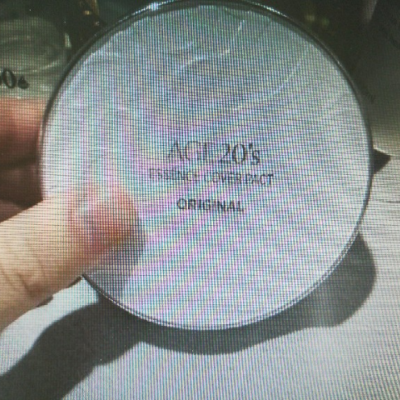 AGE 20's
ESSENCE COVER PACT
ORIGINAL